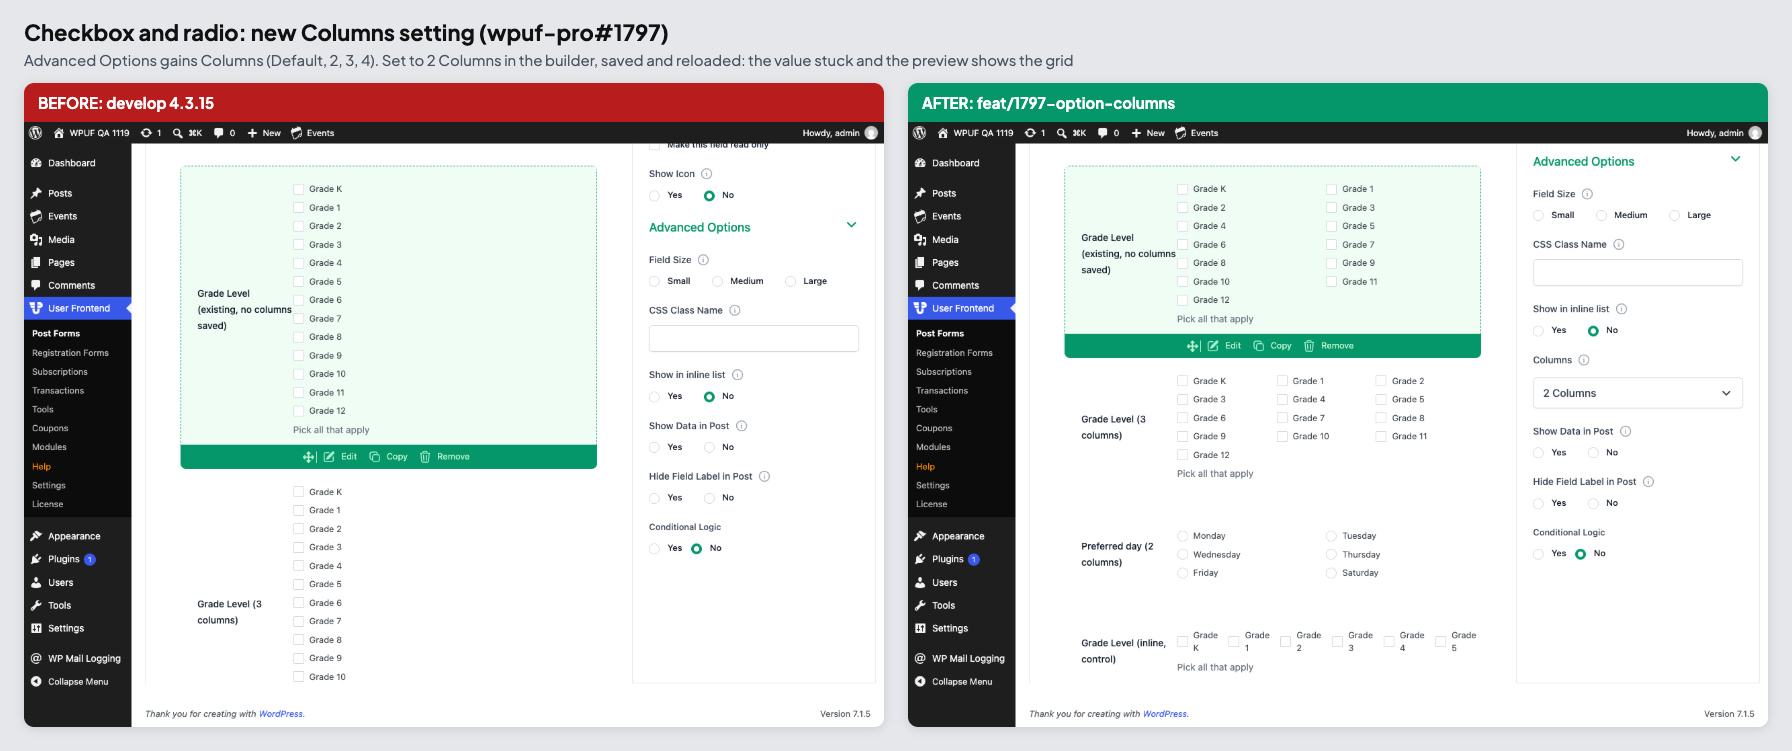 Checkbox and radio: new Columns setting (wpuf-pro#1797)
Advanced Options gains Columns (Default, 2, 3, 4). Set to 2 Columns in the builder, saved and reloaded: the value stuck and the preview shows the grid
BEFORE: develop 4.3.15
WPUF QA 1119 1 ⌘K 0 + New Events Howdy, admin
Dashboard
Posts
Events
Media
Pages
Comments
User Frontend
Post Forms
Registration Forms
Subscriptions
Transactions
Tools
Coupons
Modules
Help
Settings
License
Appearance
Plugins 1
Users
Tools
Settings
WP Mail Logging
Collapse Menu
Grade Level
(existing, no columns
saved)
Grade K
Grade 1
Grade 2
Grade 3
Grade 4
Grade 5
Grade 6
Grade 7
Grade 8
Grade 9
Grade 10
Grade 11
Grade 12
Pick all that apply
Edit Copy Remove
Grade Level (3
columns)
Grade K
Grade 1
Grade 2
Grade 3
Grade 4
Grade 5
Grade 6
Grade 7
Grade 8
Grade 9
Grade 10
Make this field read only
Show Icon
Yes No
Advanced Options
Field Size
Small Medium Large
CSS Class Name
Show in inline list
Yes No
Show Data in Post
Yes No
Hide Field Label in Post
Yes No
Conditional Logic
Yes No
Thank you for creating with WordPress.
Version 7.1.5
AFTER: feat/1797-option-columns
WPUF QA 1119 1 ⌘K 0 + New Events Howdy, admin
Dashboard
Posts
Events
Media
Pages
Comments
User Frontend
Post Forms
Registration Forms
Subscriptions
Transactions
Tools
Coupons
Modules
Help
Settings
License
Appearance
Plugins 1
Users
Tools
Settings
WP Mail Logging
Collapse Menu
Grade Level
(existing, no columns
saved)
Grade K Grade 1
Grade 2 Grade 3
Grade 4 Grade 5
Grade 6 Grade 7
Grade 8 Grade 9
Grade 10 Grade 11
Grade 12
Pick all that apply
Edit Copy Remove
Grade Level (3
columns)
Grade K Grade 1 Grade 2
Grade 3 Grade 4 Grade 5
Grade 6 Grade 7 Grade 8
Grade 9 Grade 10 Grade 11
Grade 12
Pick all that apply
Preferred day (2
columns)
Monday Tuesday
Wednesday Thursday
Friday Saturday
Grade Level (inline,
control)
Grade K Grade 1 Grade 2 Grade 3 Grade 4 Grade 5
Pick all that apply
Advanced Options
Field Size
Small Medium Large
CSS Class Name
Show in inline list
Yes No
Columns
2 Columns
Show Data in Post
Yes No
Hide Field Label in Post
Yes No
Conditional Logic
Yes No
Thank you for creating with WordPress.
Version 7.1.5